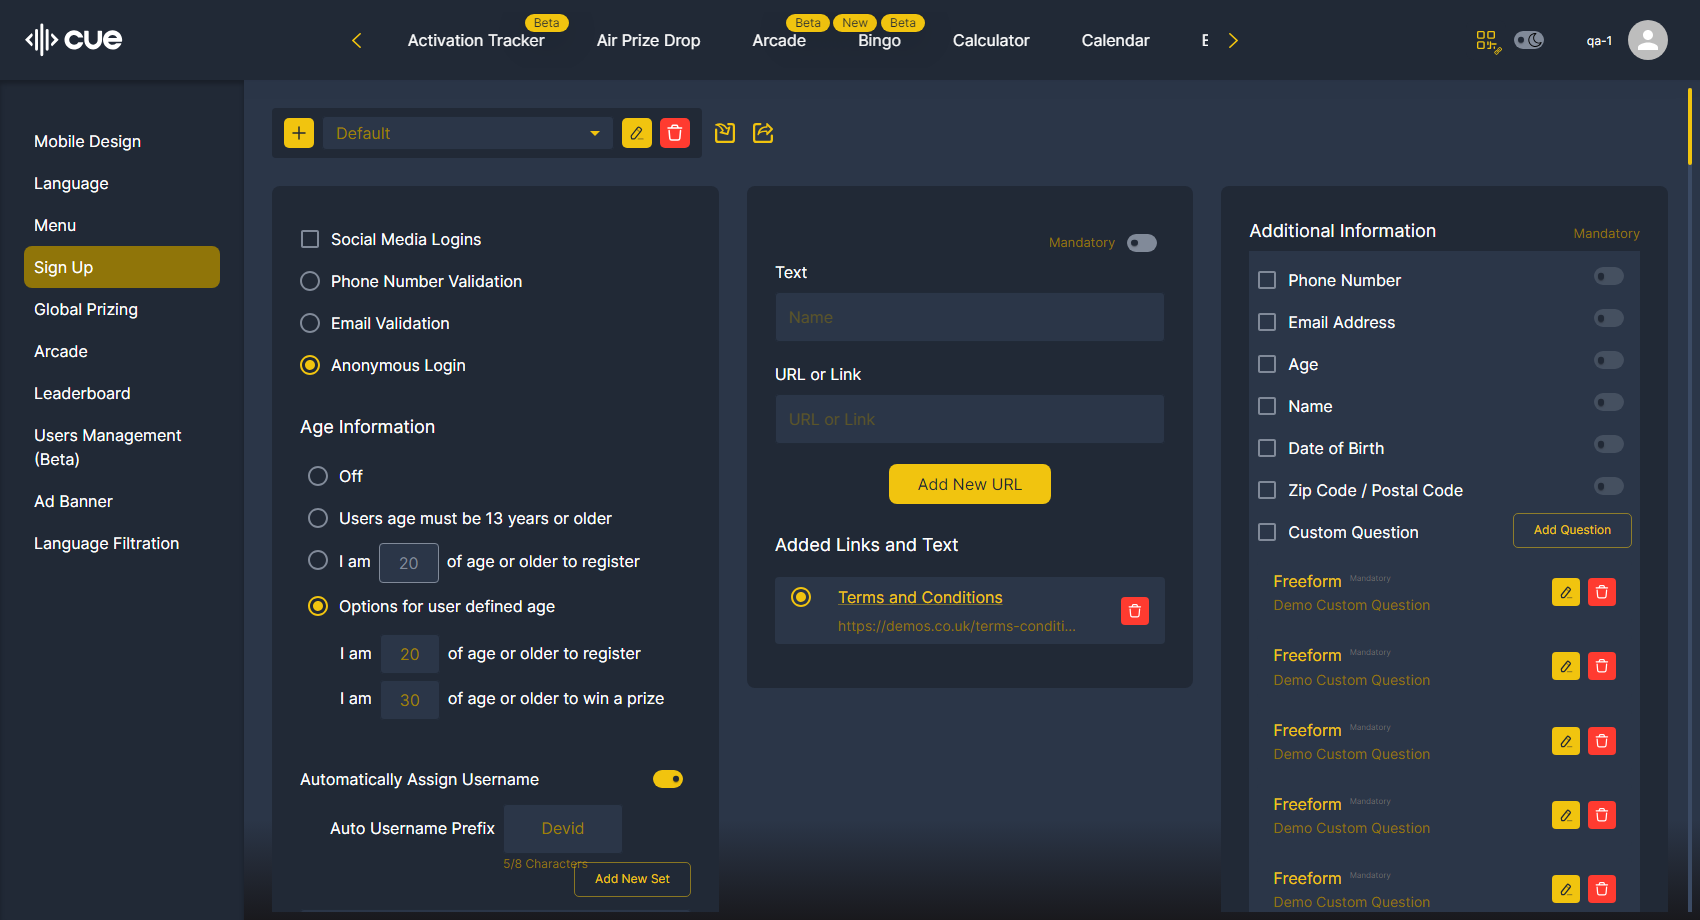 cue
Beta
Beta
New
Beta
Activation Tracker
Air Prize Drop
Arcade
Bingo
Calculator
Calendar
qa-1
Mobile Design
Language
Menu
Sign Up
Global Prizing
Arcade
Leaderboard
Users Management
(Beta)
Ad Banner
Language Filtration
Default
Social Media Logins
Phone Number Validation
Email Validation
Anonymous Login
Age Information
Off
Users age must be 13 years or older
I am 20 of age or older to register
Options for user defined age
I am 20 of age or older to register
I am 30 of age or older to win a prize
Automatically Assign Username
Auto Username Prefix Devid
5/8 Characters
Add New Set
Mandatory
Text
Name
URL or Link
URL or Link
Add New URL
Added Links and Text
Terms and Conditions
https://demos.co.uk/terms-conditi...
Additional Information Mandatory
Phone Number
Email Address
Age
Name
Date of Birth
Zip Code / Postal Code
Custom Question Add Question
Freeform Mandatory
Demo Custom Question
Freeform Mandatory
Demo Custom Question
Freeform Mandatory
Demo Custom Question
Freeform Mandatory
Demo Custom Question
Freeform Mandatory
Demo Custom Question